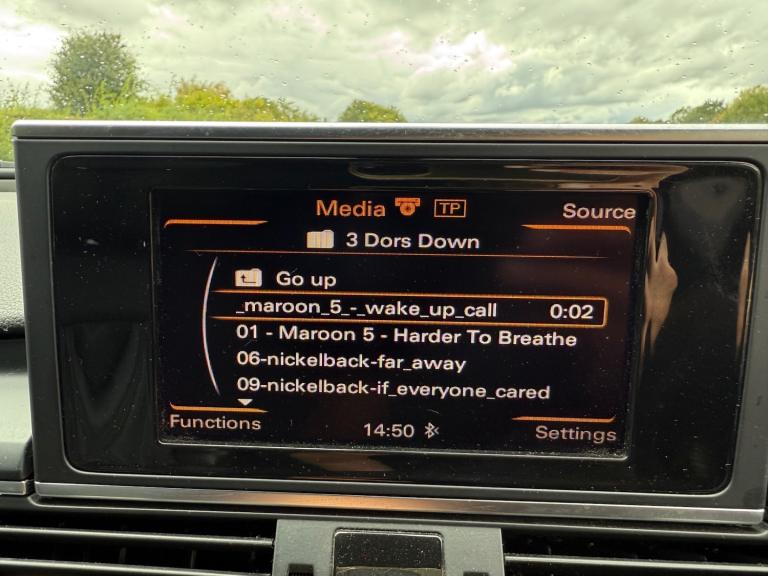 Media TP
Source
3 Dors Down
Go up
_maroon_5_-_wake_up_call 0:02
01 - Maroon 5 - Harder To Breathe
06-nickelback-far_away
09-nickelback-if_everyone_cared
Functions
14:50
Settings